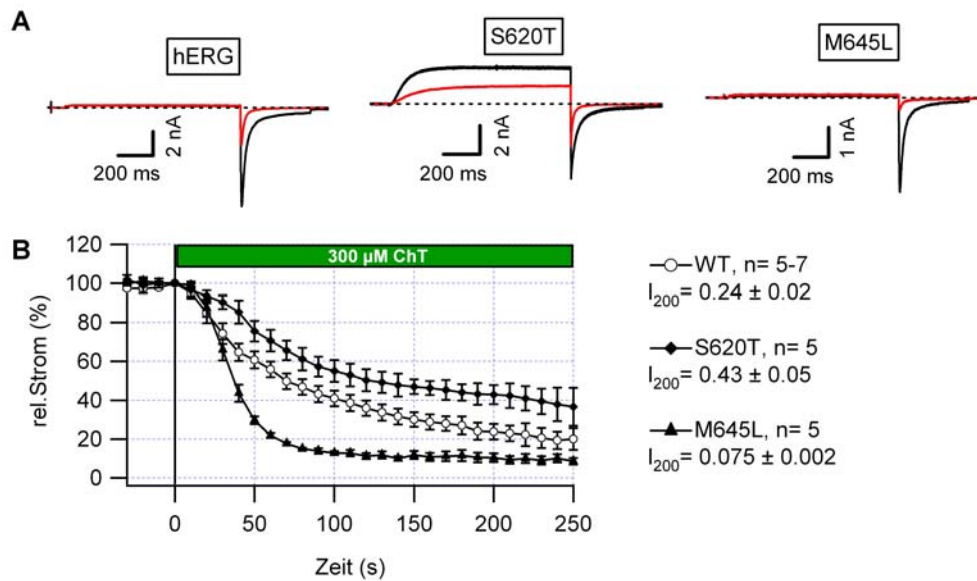 A
hERG
S620T
M645L
2 nA
200 ms
2 nA
200 ms
1 nA
200 ms
B
rel.Strom (%)
120
100
80
60
40
20
0
300 µM ChT
0
50
100
150
200
250
Zeit (s)
WT, n= 5-7
I200= 0.24 ± 0.02
S620T, n= 5
I200= 0.43 ± 0.05
M645L, n= 5
I200= 0.075 ± 0.002